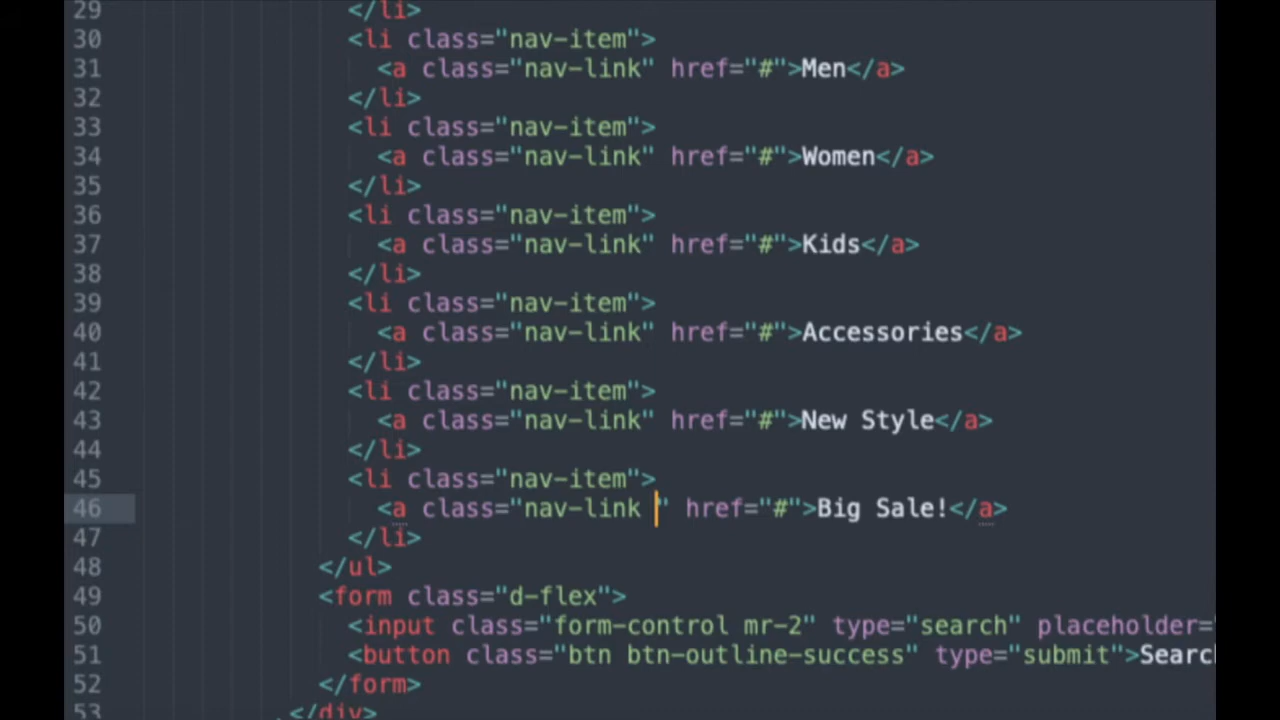 29 </li>
30 <li class="nav-item">
31 <a class="nav-link" href="#">Men</a>
32 </li>
33 <li class="nav-item">
34 <a class="nav-link" href="#">Women</a>
35 </li>
36 <li class="nav-item">
37 <a class="nav-link" href="#">Kids</a>
38 </li>
39 <li class="nav-item">
40 <a class="nav-link" href="#">Accessories</a>
41 </li>
42 <li class="nav-item">
43 <a class="nav-link" href="#">New Style</a>
44 </li>
45 <li class="nav-item">
46 <a class="nav-link " href="#">Big Sale!</a>
47 </li>
48 </ul>
49 <form class="d-flex">
50 <input class="form-control mr-2" type="search" placeholder="
51 <button class="btn btn-outline-success" type="submit">Searc
52 </form>
53 </div>